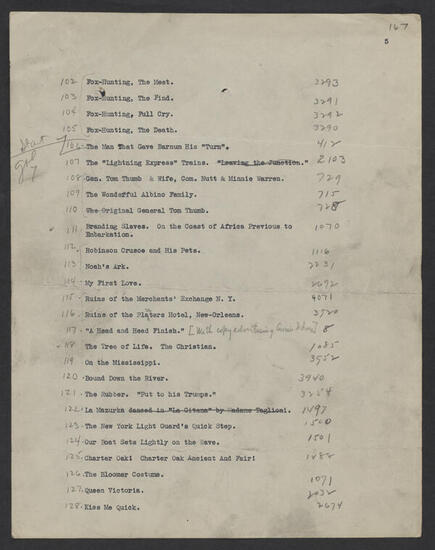 167
5
102 Fox-Hunting, The Meet. 3293
103 Fox-Hunting, The Find. 3291
104 Fox-Hunting, Full Cry. 3292
105 Fox-Hunting, The Death. 3290
106 The Man That Gave Barnum His "Turn". 412
107 The "Lightning Express" Trains. "Leaving the Junction." 2103
108 Gen. Tom Thumb & Wife, Com. Nutt & Minnie Warren. 729
109 The Wonderful Albino Family. 715
110 The Original General Tom Thumb. 728
111 Branding Slaves. On the Coast of Africa Previous to 1070
Embarkation.
112. Robinson Crusoe and His Pets. 1116
113 Noah's Ark. 2231
114 My First Love. 2692
115 Ruins of the Merchants' Exchange N. Y. 4071
116 Ruins of the Planters Hotel, New-Orleans. 3720
117 "A Head and Head Finish." [With copy advertising 8
118 The Tree of Life. The Christian. 1085
119 On the Mississippi. 3552
120 Bound Down the River. 3940
121 The Rubber. "Put to his Trumps." 3254
122 La Mazurka danced in "La Gitana" by Madame Taglioni. 1497
123 The New York Light Guard's Quick Step. 1500
124 Our Boat Sets Lightly on the Wave. 1501
125 Charter Oak! Charter Oak Ancient And Fair! 1482
126 The Bloomer Costume. 1071
127 Queen Victoria. 2032
128 Kiss Me Quick. 2674